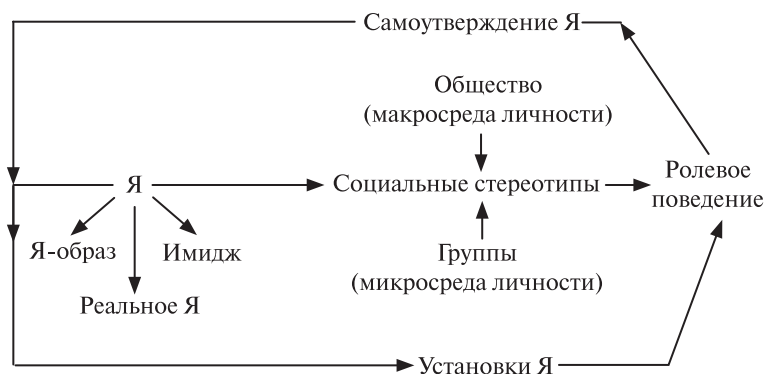 Самоутверждение Я
Общество
(макросреда личности)
Я
Социальные стереотипы
Ролевое
поведение
Я-образ
Имидж
Группы
(микросреда личности)
Реальное Я
Установки Я